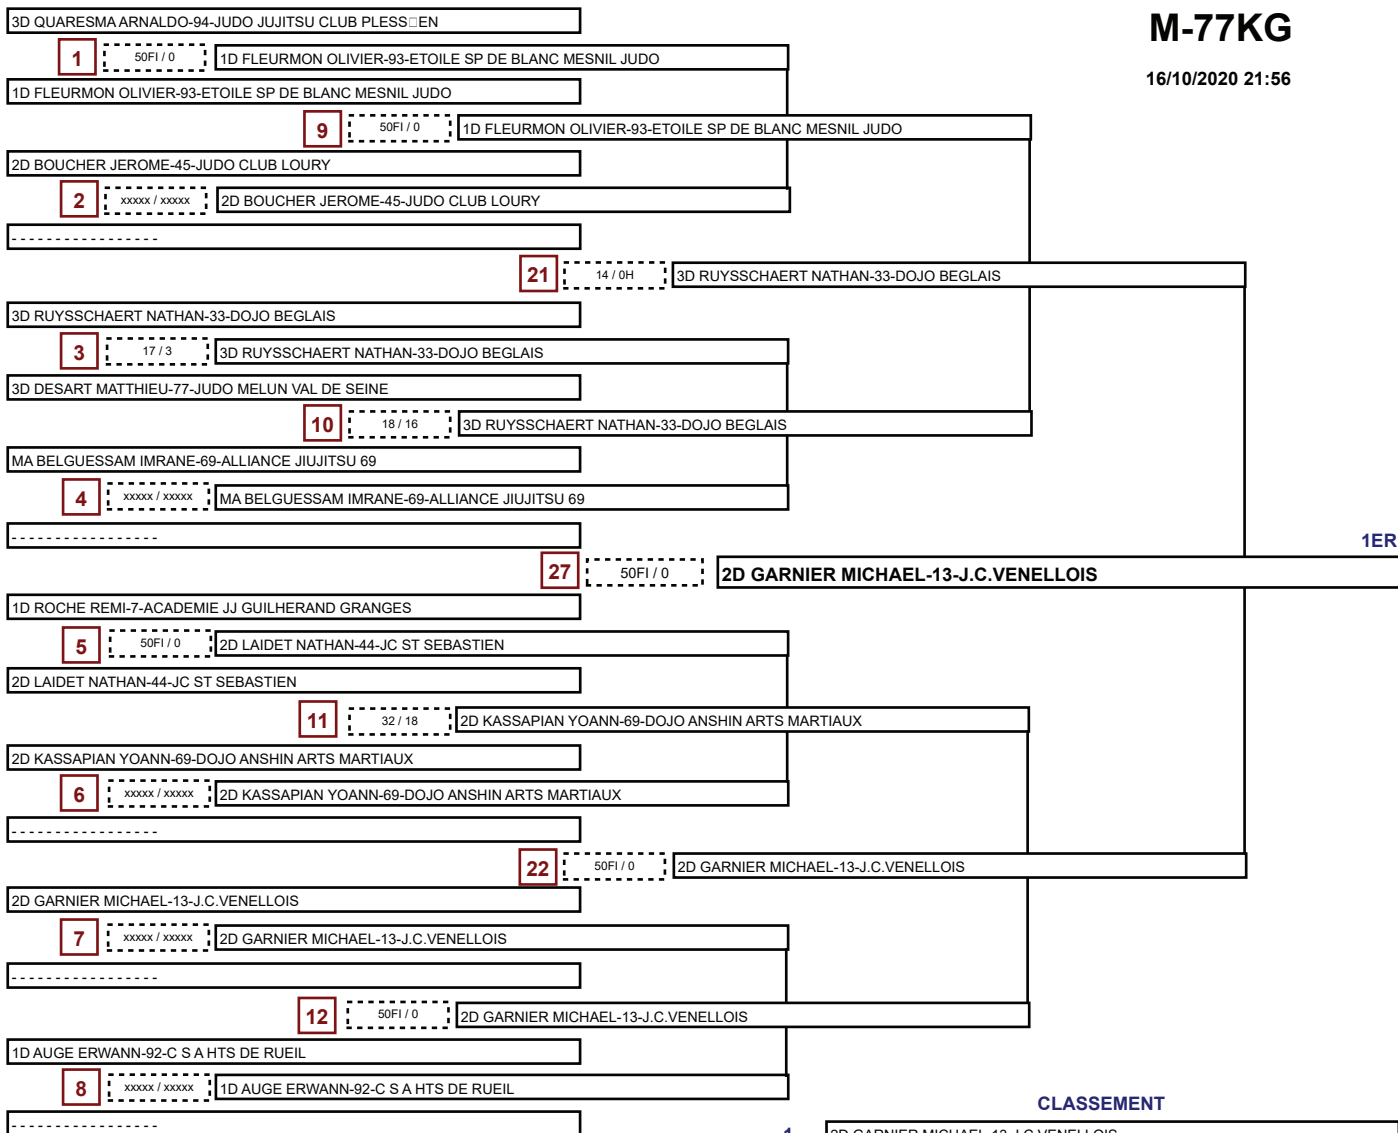 3D QUARESMA ARNALDO-94-JUDO JUJITSU CLUB PLESS□EN
M-77KG
1 50FI / 0 1D FLEURMON OLIVIER-93-ETOILE SP DE BLANC MESNIL JUDO
16/10/2020 21:56
1D FLEURMON OLIVIER-93-ETOILE SP DE BLANC MESNIL JUDO
9 50FI / 0 1D FLEURMON OLIVIER-93-ETOILE SP DE BLANC MESNIL JUDO
2D BOUCHER JEROME-45-JUDO CLUB LOURY
2 xxxxx / xxxxx 2D BOUCHER JEROME-45-JUDO CLUB LOURY
- - - - - - - - - - - - - - - - -
21 14 / 0H 3D RUYSSCHAERT NATHAN-33-DOJO BEGLAIS
3D RUYSSCHAERT NATHAN-33-DOJO BEGLAIS
3 17 / 3 3D RUYSSCHAERT NATHAN-33-DOJO BEGLAIS
3D DESART MATTHIEU-77-JUDO MELUN VAL DE SEINE
10 18 / 16 3D RUYSSCHAERT NATHAN-33-DOJO BEGLAIS
MA BELGUESSAM IMRANE-69-ALLIANCE JIUJITSU 69
4 xxxxx / xxxxx MA BELGUESSAM IMRANE-69-ALLIANCE JIUJITSU 69
- - - - - - - - - - - - - - - - -
1ER
27 50FI / 0 2D GARNIER MICHAEL-13-J.C.VENELLOIS
1D ROCHE REMI-7-ACADEMIE JJ GUILHERAND GRANGES
5 50FI / 0 2D LAIDET NATHAN-44-JC ST SEBASTIEN
2D LAIDET NATHAN-44-JC ST SEBASTIEN
11 32 / 18 2D KASSAPIAN YOANN-69-DOJO ANSHIN ARTS MARTIAUX
2D KASSAPIAN YOANN-69-DOJO ANSHIN ARTS MARTIAUX
6 xxxxx / xxxxx 2D KASSAPIAN YOANN-69-DOJO ANSHIN ARTS MARTIAUX
- - - - - - - - - - - - - - - - -
22 50FI / 0 2D GARNIER MICHAEL-13-J.C.VENELLOIS
2D GARNIER MICHAEL-13-J.C.VENELLOIS
7 xxxxx / xxxxx 2D GARNIER MICHAEL-13-J.C.VENELLOIS
- - - - - - - - - - - - - - - - -
12 50FI / 0 2D GARNIER MICHAEL-13-J.C.VENELLOIS
1D AUGE ERWANN-92-C S A HTS DE RUEIL
8 xxxxx / xxxxx 1D AUGE ERWANN-92-C S A HTS DE RUEIL
CLASSEMENT
- - - - - - - - - - - - - - - - -
1 2D GARNIER MICHAEL-13-J.C.VENELLOIS